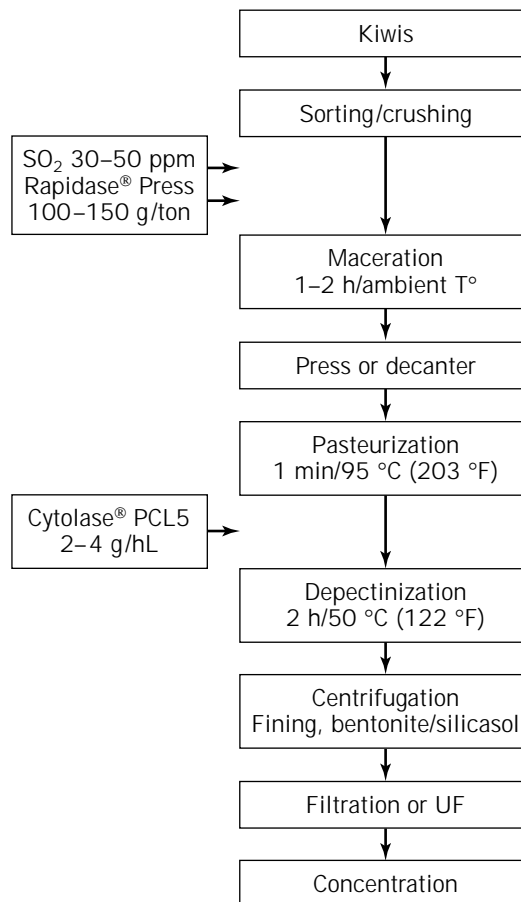 Kiwis
Sorting/crushing
SO₂ 30–50 ppm
Rapidase® Press
100–150 g/ton
Maceration
1–2 h/ambient T°
Press or decanter
Pasteurization
1 min/95 °C (203 °F)
Cytolase® PCL5
2–4 g/hL
Depectinization
2 h/50 °C (122 °F)
Centrifugation
Fining, bentonite/silicasol
Filtration or UF
Concentration